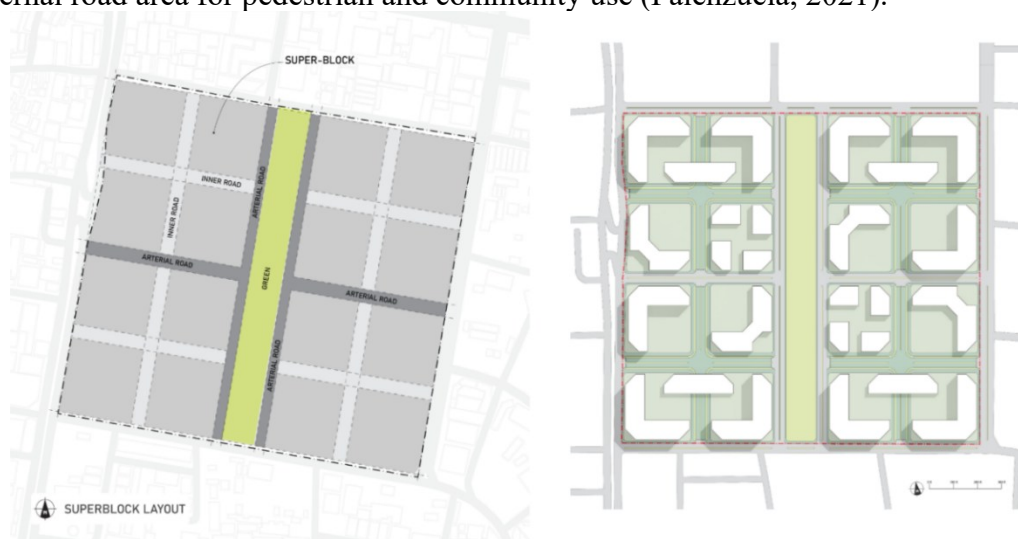 ernal road area for pedestrian and community use (Palenzuela, 2021).
SUPER-BLOCK
INNER ROAD
ARTERIAL ROAD
INNER ROAD
ARTERIAL ROAD
GREEN
ARTERIAL ROAD
ARTERIAL ROAD
SUPERBLOCK LAYOUT